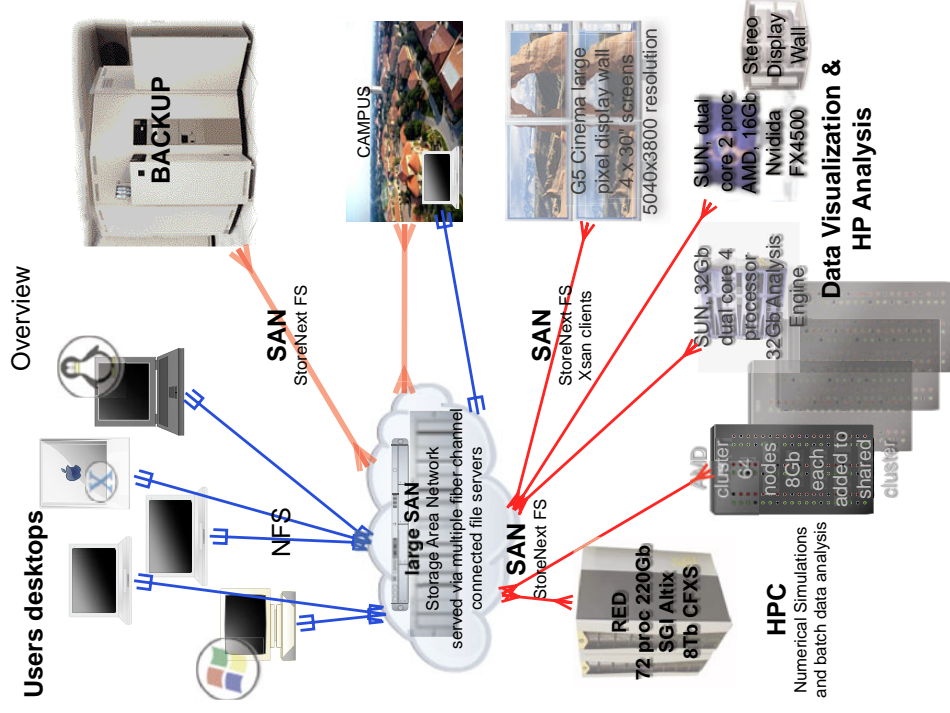 Overview
Users desktops
BACKUP
CAMPUS
NFS
SAN
StoreNext FS
large SAN
Storage Area Network
served via multiple fiber channel
connected file servers
SAN
StoreNext FS
Xsan clients
G5 Cinema large
pixel display wall
4 x 30" screens
5040x3800 resolution
SAN
StoreNext FS
RED
72 proc 220Gb
SGI Altix
8Tb CFXS
HPC
Numerical Simulations
and batch data analysis
AMD
cluster
64
nodes
8Gb
each
added to
shared
cluster
SUN, 32Gb
dual core 4
processor
32Gb Analysis
Engine
SUN, dual
core 2 proc
AMD, 16Gb
Nvidida
FX4500
Stereo
Display
Wall
Data Visualization &
HP Analysis
X